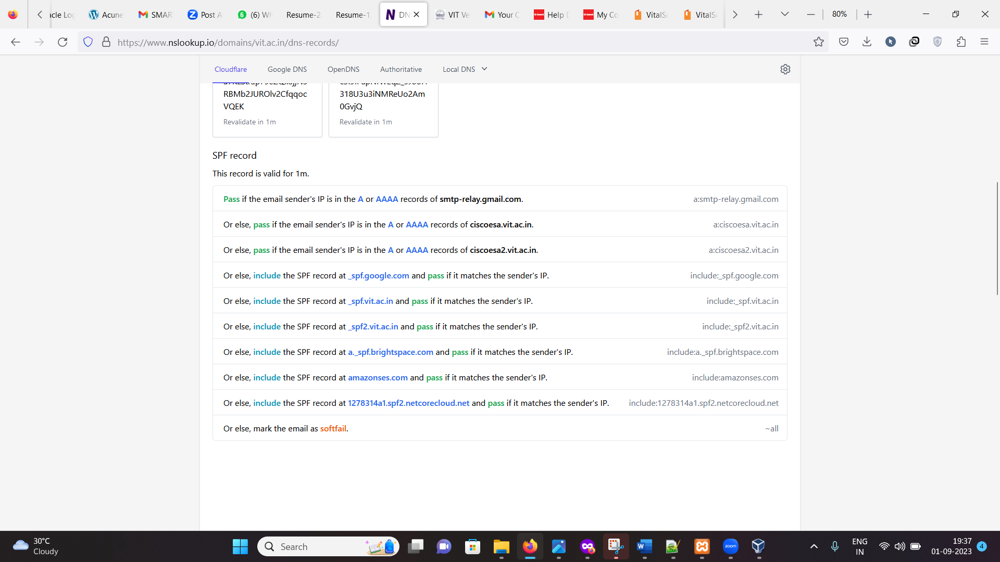 acle Log
Acune
SMAR
Post A
(6) Wh
Resume-2
Resume-1
DN
VIT Ve
Your C
Help D
My Co
VitalSo
VitalSo
80%
https://www.nslookup.io/domains/vit.ac.in/dns-records/
Cloudflare Google DNS OpenDNS Authoritative Local DNS
RBMb2JUROlv2Cfqqoc
VQEK
Revalidate in 1m
318U3u3iNMReUo2Am
0GvjQ
Revalidate in 1m
SPF record
This record is valid for 1m.
Pass if the email sender's IP is in the A or AAAA records of smtp-relay.gmail.com. a:smtp-relay.gmail.com
Or else, pass if the email sender's IP is in the A or AAAA records of ciscoesa.vit.ac.in. a:ciscoesa.vit.ac.in
Or else, pass if the email sender's IP is in the A or AAAA records of ciscoesa2.vit.ac.in. a:ciscoesa2.vit.ac.in
Or else, include the SPF record at _spf.google.com and pass if it matches the sender's IP. include:_spf.google.com
Or else, include the SPF record at _spf.vit.ac.in and pass if it matches the sender's IP. include:_spf.vit.ac.in
Or else, include the SPF record at _spf2.vit.ac.in and pass if it matches the sender's IP. include:_spf2.vit.ac.in
Or else, include the SPF record at a._spf.brightspace.com and pass if it matches the sender's IP. include:a._spf.brightspace.com
Or else, include the SPF record at amazonses.com and pass if it matches the sender's IP. include:amazonses.com
Or else, include the SPF record at 1278314a1.spf2.netcorecloud.net and pass if it matches the sender's IP. include:1278314a1.spf2.netcorecloud.net
Or else, mark the email as softfail. ~all
30°C
Cloudy
Search
zoom
ENG
IN
19:37
01-09-2023
4